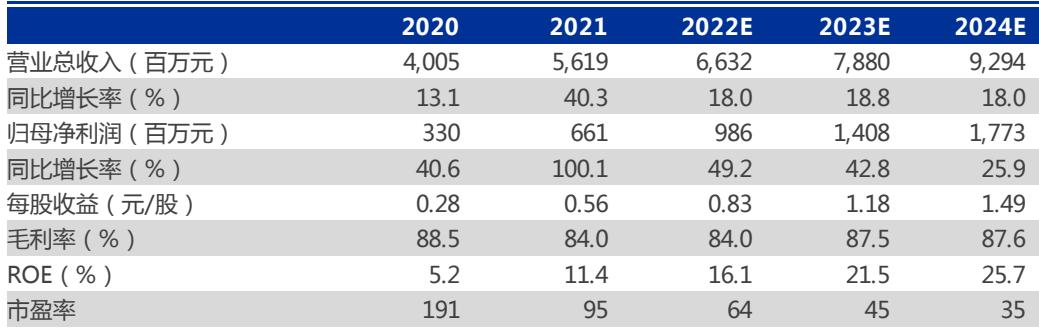 2020 2021 2022E 2023E 2024E
营业总收入（百万元） 4,005 5,619 6,632 7,880 9,294
同比增长率（%） 13.1 40.3 18.0 18.8 18.0
归母净利润（百万元） 330 661 986 1,408 1,773
同比增长率（%） 40.6 100.1 49.2 42.8 25.9
每股收益（元/股） 0.28 0.56 0.83 1.18 1.49
毛利率（%） 88.5 84.0 84.0 87.5 87.6
ROE（%） 5.2 11.4 16.1 21.5 25.7
市盈率 191 95 64 45 35